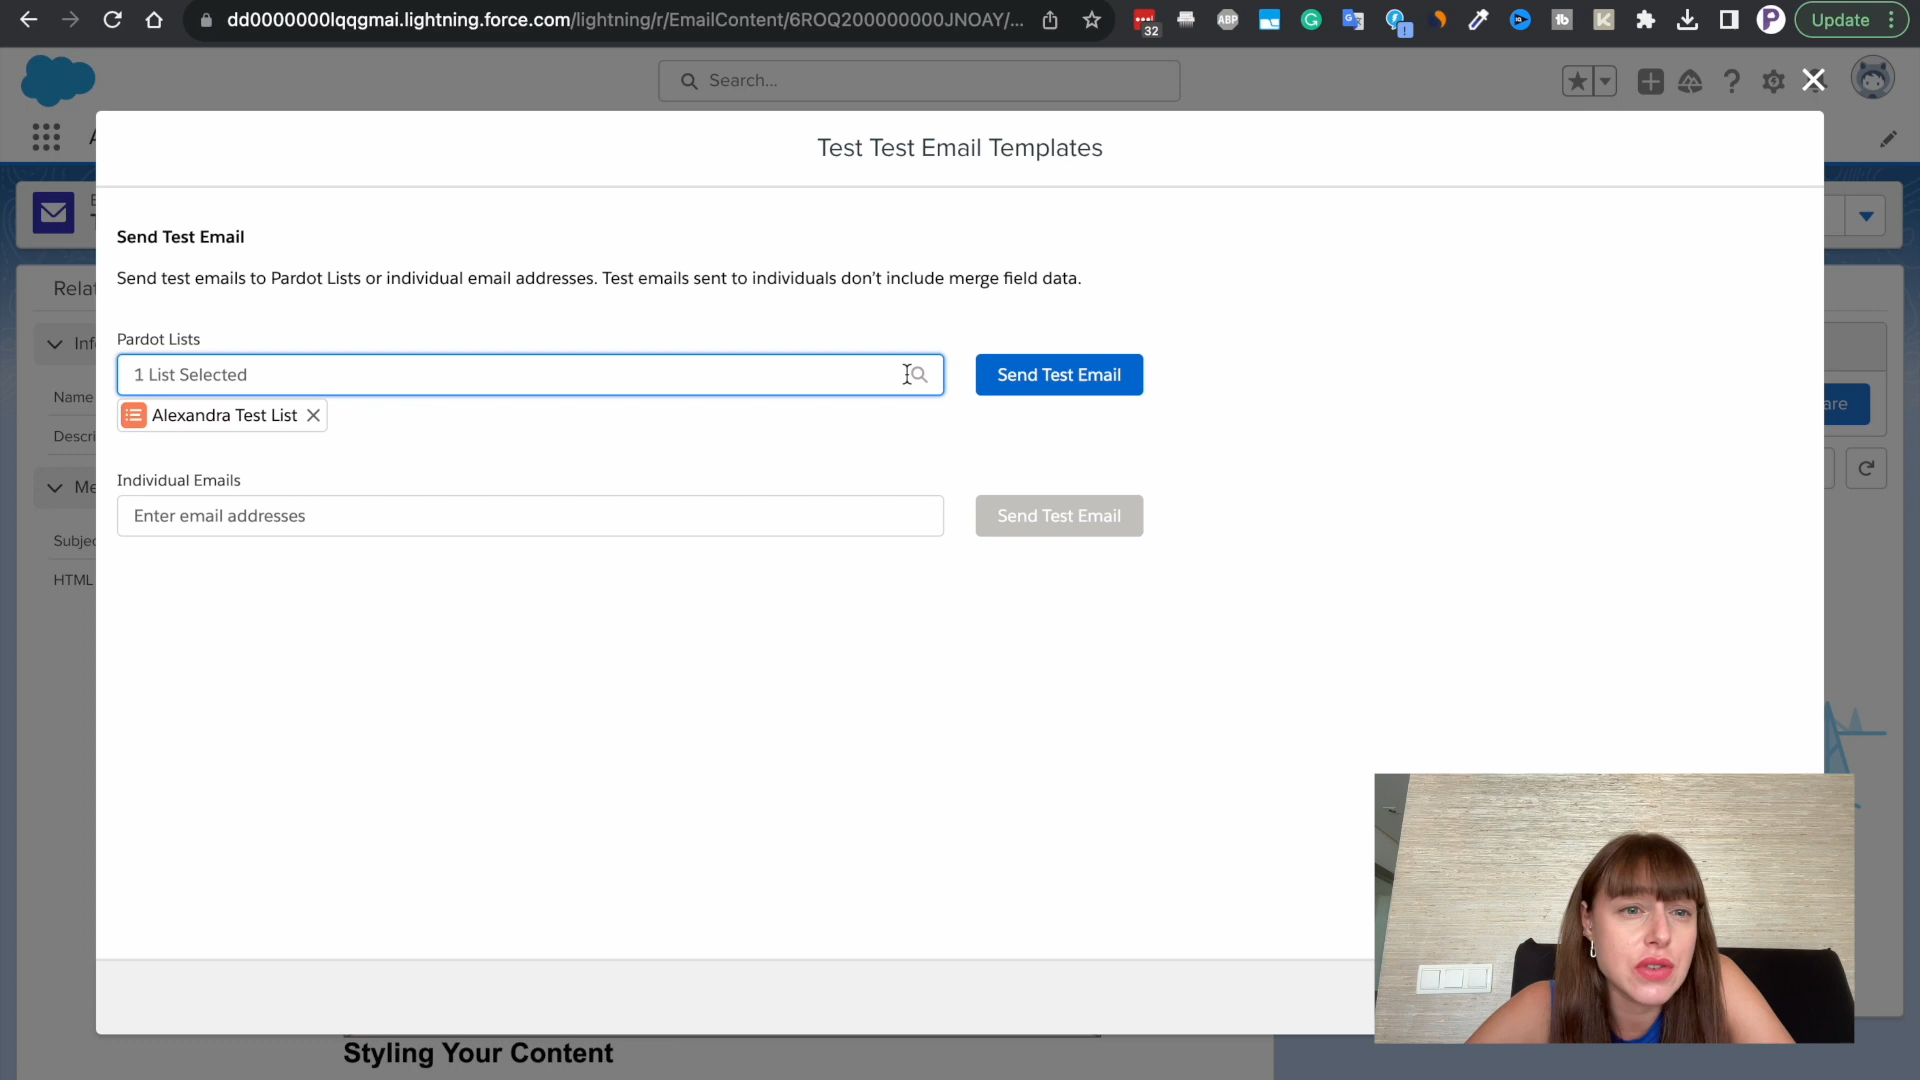 dd0000000lqqgmai.lightning.force.com/lightning/r/EmailContent/6ROQ200000000JNOAY/...
32
ABP
Update
Search...
Test Test Email Templates
Send Test Email
Send test emails to Pardot Lists or individual email addresses. Test emails sent to individuals don't include merge field data.
Pardot Lists
1 List Selected
Send Test Email
Alexandra Test List
Individual Emails
Enter email addresses
Send Test Email
Rela
Inf
Name
Descri
Me
Subjec
HTML
are
Styling Your Content